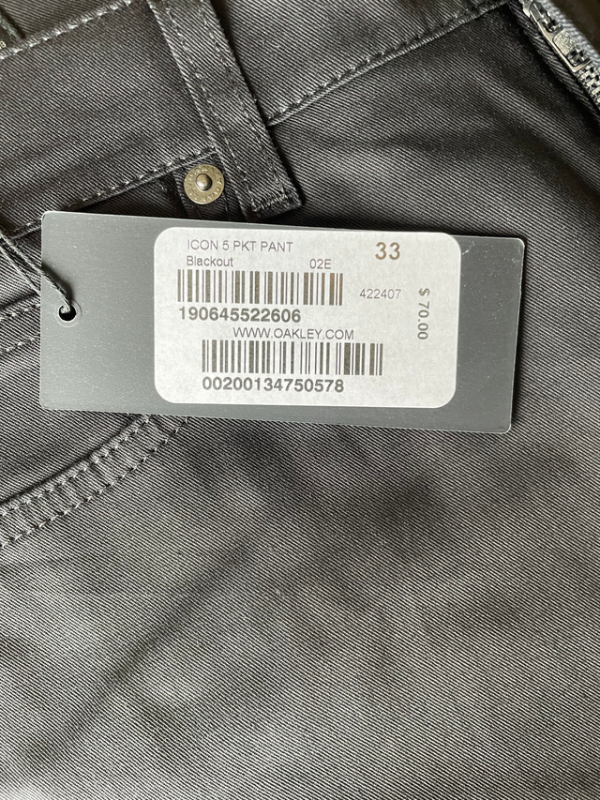 ICON 5 PKT PANT 33
Blackout 02E
422407
$ 70.00
190645522606
WWW.OAKLEY.COM
00200134750578